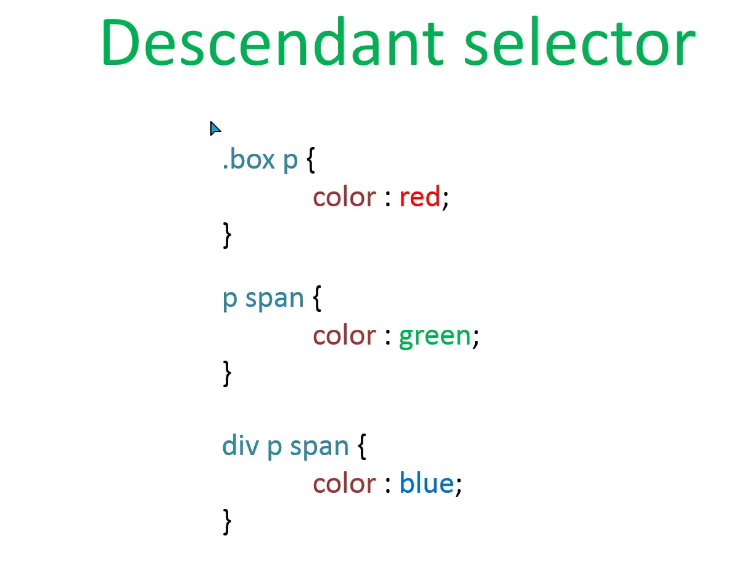 Descendant selector
.box p {
color : red;
}
p span {
color : green;
}
div p span {
color : blue;
}